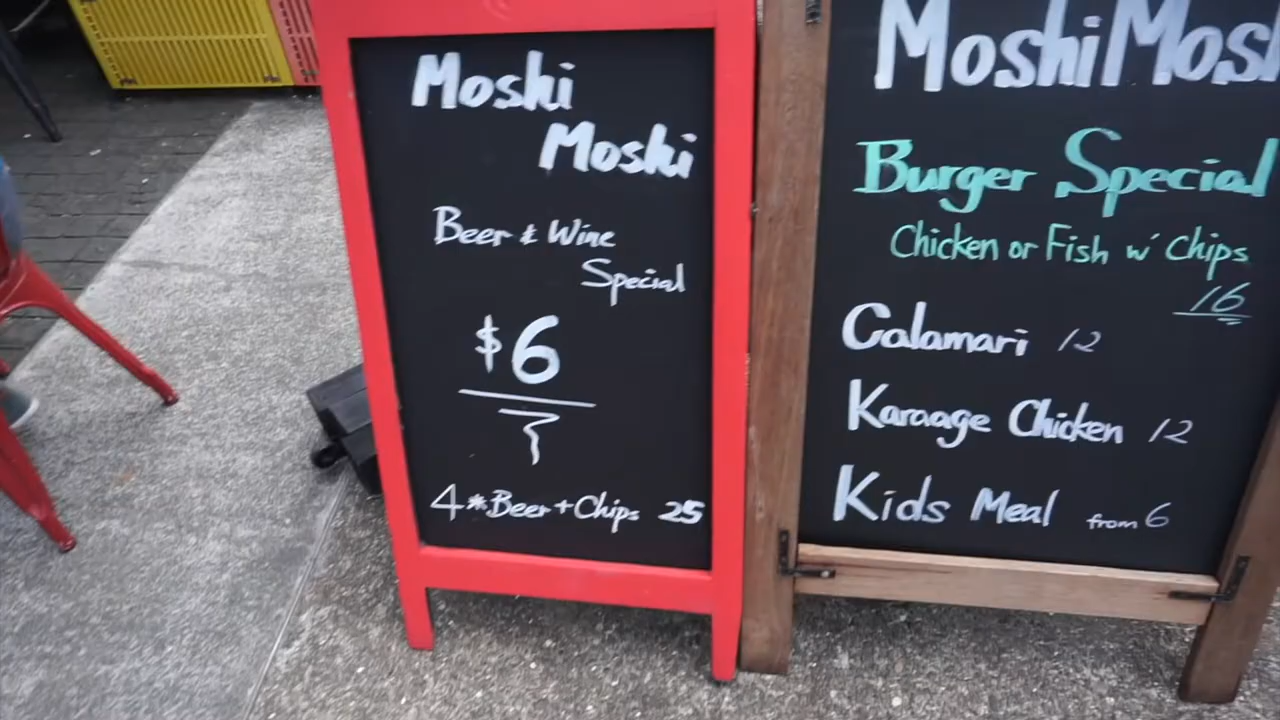 Moshi
Moshi
Beer & Wine
Special
$6
4*Beer+Chips 25
MoshiMosh
Burger Special
Chicken or Fish w' Chips
16
Calamari 12
Karaage Chicken 12
Kids Meal from 6